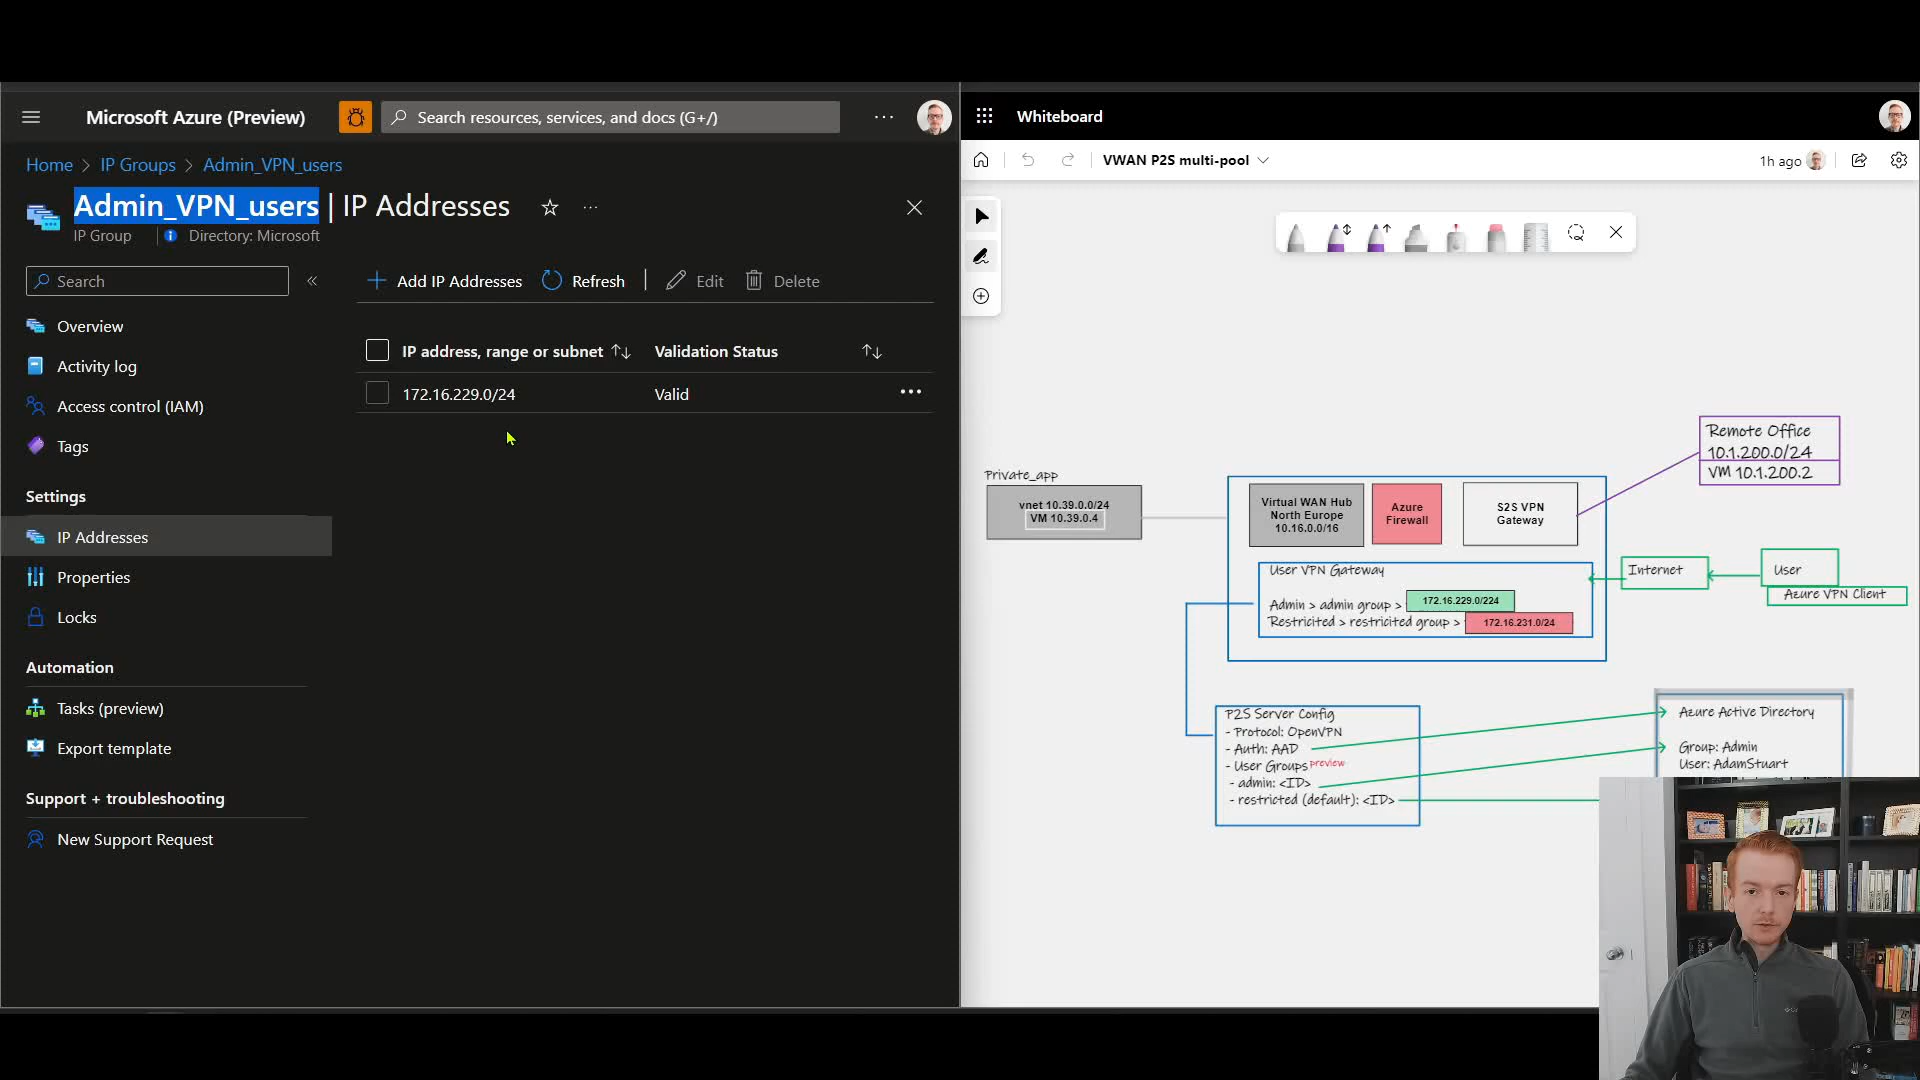 Microsoft Azure (Preview)
Search resources, services, and docs (G+/)
Home > IP Groups > Admin_VPN_users
Admin_VPN_users | IP Addresses
IP Group
Directory: Microsoft
Search
Add IP Addresses
Refresh
Edit
Delete
Overview
Activity log
Access control (IAM)
Tags
Settings
IP Addresses
Properties
Locks
Automation
Tasks (preview)
Export template
Support + troubleshooting
New Support Request
IP address, range or subnet
Validation Status
172.16.229.0/24
Valid
Whiteboard
VWAN P2S multi-pool
1h ago
Private_app
vnet 10.39.0.0/24
VM 10.39.0.4
Virtual WAN Hub
North Europe
10.16.0.0/16
Azure
Firewall
S2S VPN
Gateway
Remote Office
10.1.200.0/24
VM 10.1.200.2
User VPN Gateway
Admin > admin group >
172.16.229.0/224
Restricited > restricited group >
172.16.231.0/24
Internet
User
Azure VPN Client
P2S Server Config
- Protocol: OpenVPN
- Auth: AAD
- User Groups preview
- admin: <ID>
- restricted (default): <ID>
Azure Active Directory
Group: Admin
User: AdamStuart